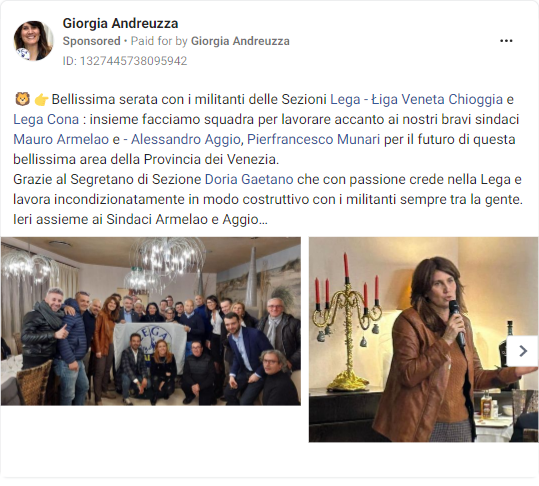 Giorgia Andreuzza
Sponsored • Paid for by Giorgia Andreuzza
ID: 1327445738095942
🦁 👉 Bellissima serata con i militanti delle Sezioni Lega - Łiga Veneta Chioggia e
Lega Cona : insieme facciamo squadra per lavorare accanto ai nostri bravi sindaci
Mauro Armelao e - Alessandro Aggio, Pierfrancesco Munari per il futuro di questa
bellissima area della Provincia dei Venezia.
Grazie al Segretano di Sezione Doria Gaetano che con passione crede nella Lega e
lavora incondizionatamente in modo costruttivo con i militanti sempre tra la gente.
Ieri assieme ai Sindaci Armelao e Aggio...
LEGA